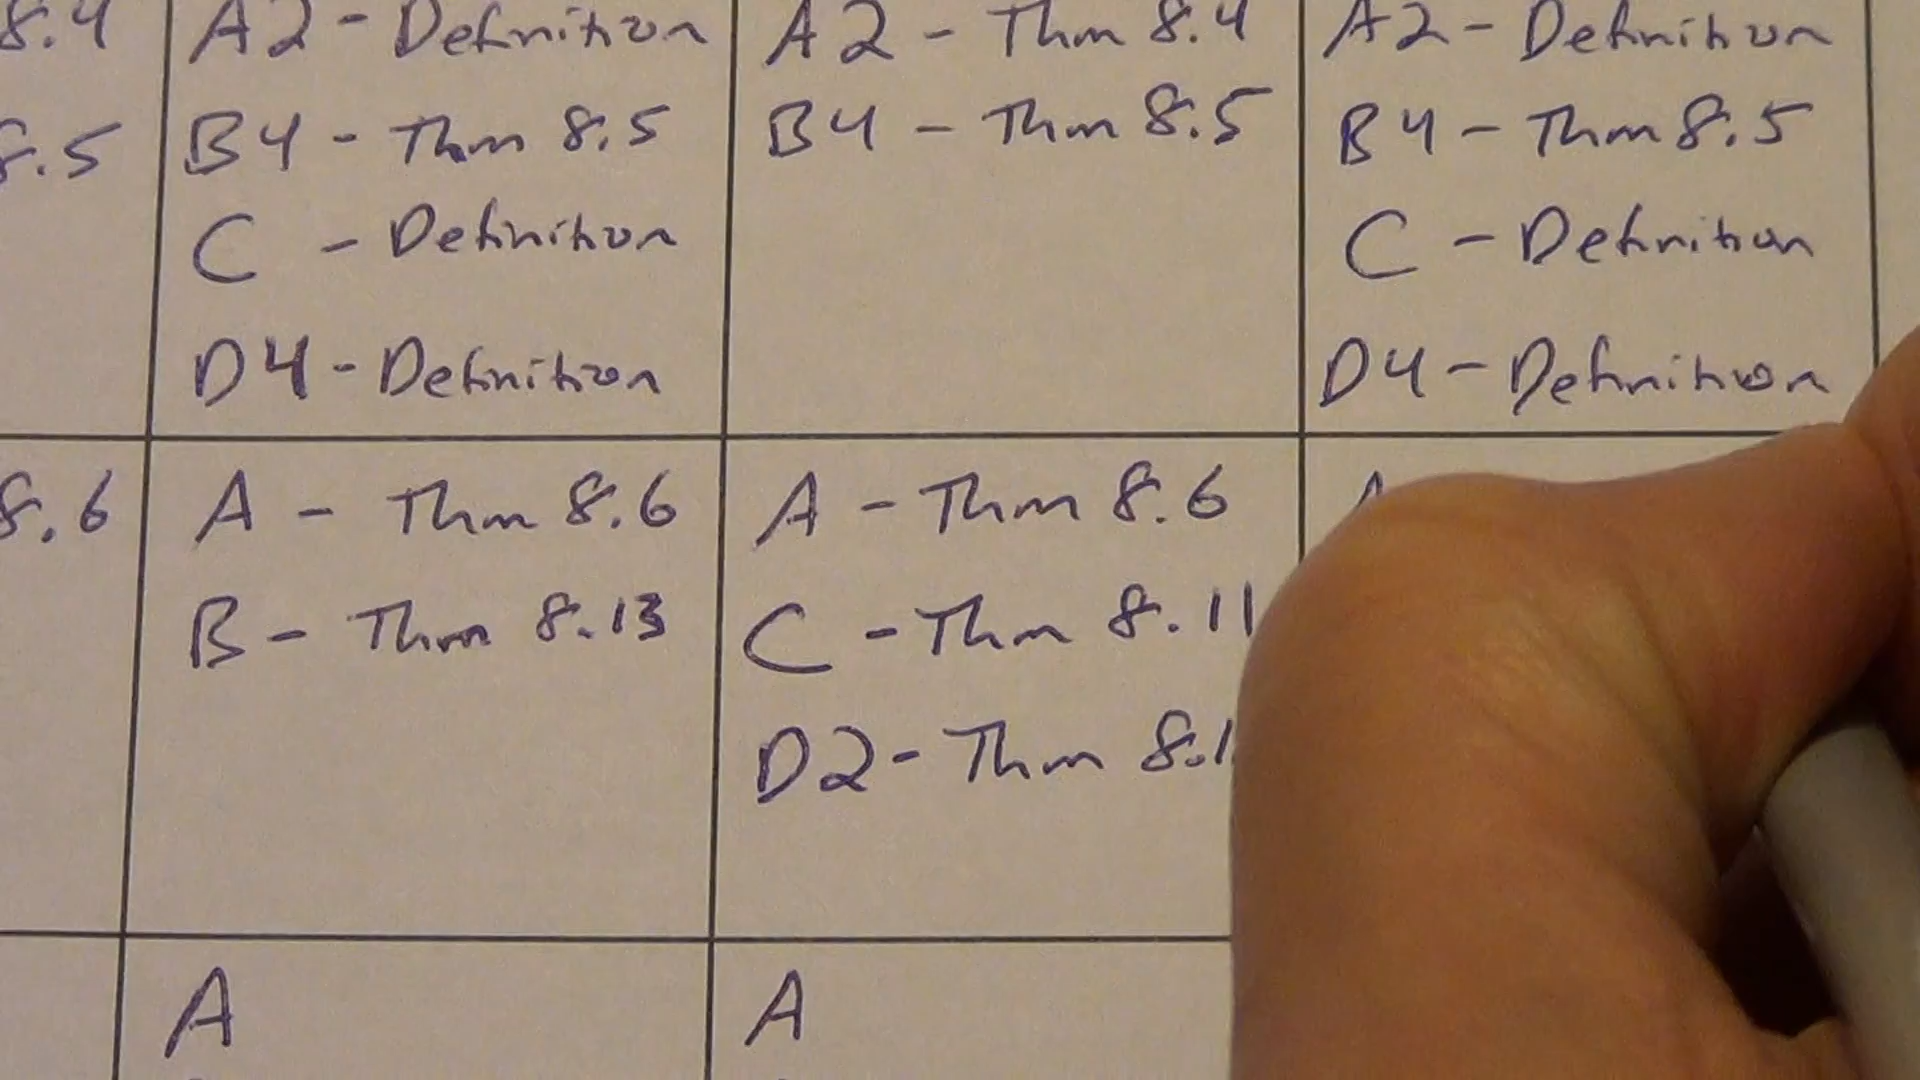 8.4 A2 - Definition A2 - Thm 8.4 A2 - Definition
8.5 B4 - Thm 8.5 B4 - Thm 8.5 B4 - Thm 8.5
C - Definition C - Definition
D4 - Definition D4 - Definition
8.6 A - Thm 8.6 A - Thm 8.6 A
B - Thm 8.13 C - Thm 8.11
D2 - Thm
A A